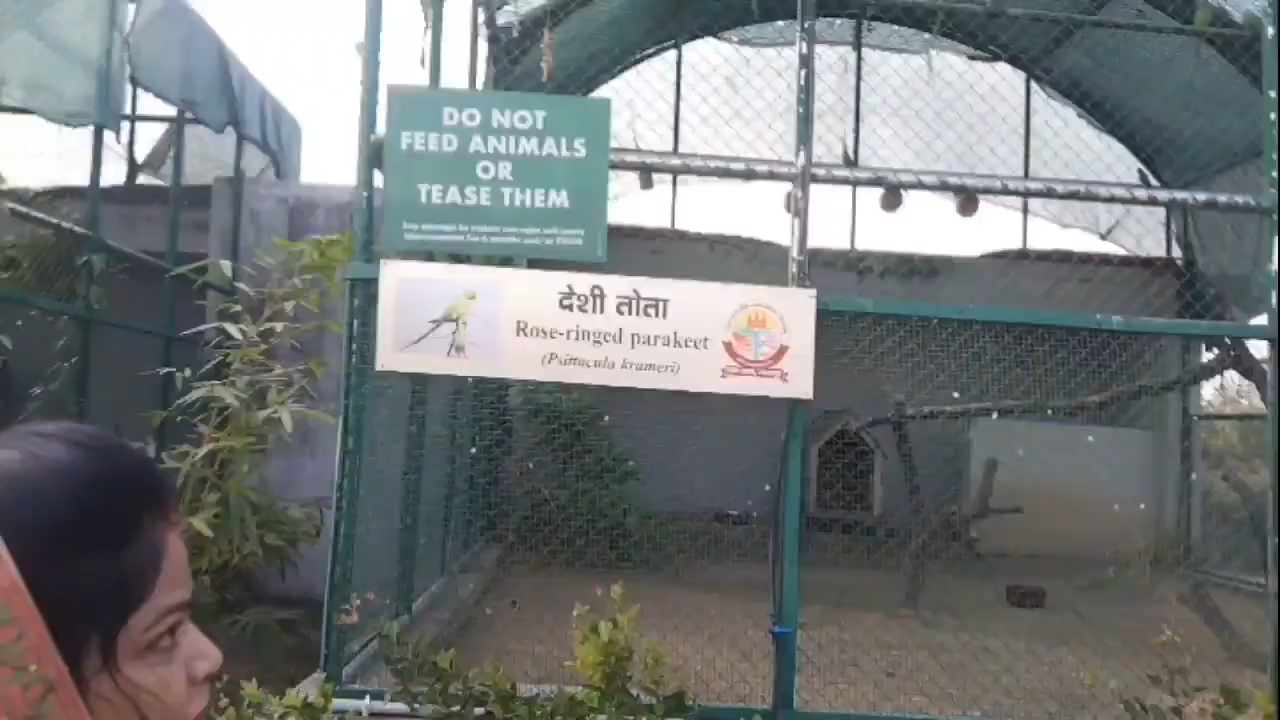 DO NOT
FEED ANIMALS
OR
TEASE THEM
देशी तोता
Rose-ringed parakeet
(Psittacula krameri)